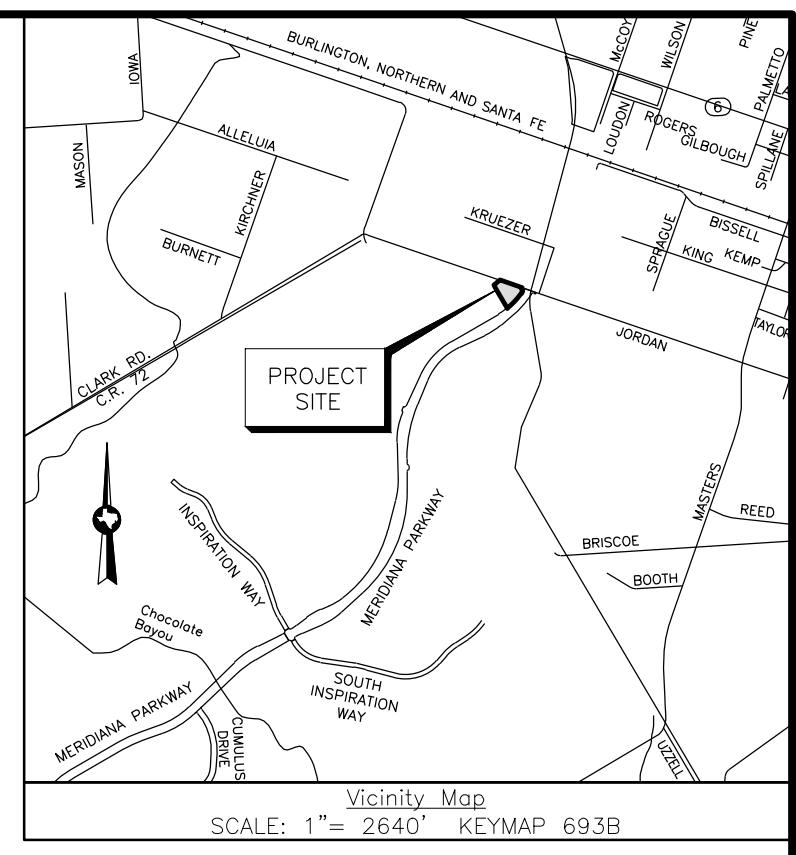 BURLINGTON, NORTHERN AND SANTA FE
McCOY
WILSON
PINE
PALMETTO
IOWA
6
LOUDON
ROGERS
GILBOUGH
SPILLANE
MASON
ALLELUIA
KIRCHNER
BURNETT
KRUEZER
SPRAGUE
BISSELL
KING
KEMP
TAYLOR
JORDAN
CLARK RD.
C.R. 72
PROJECT
SITE
MASTERS
REED
BRISCOE
BOOTH
INSPIRATION WAY
MERIDIANA PARKWAY
Chocolate
Bayou
SOUTH
INSPIRATION
WAY
MERIDIANA PARKWAY
CUMULUS
DRIVE
UZZELL
Vicinity Map
SCALE: 1"= 2640' KEYMAP 693B